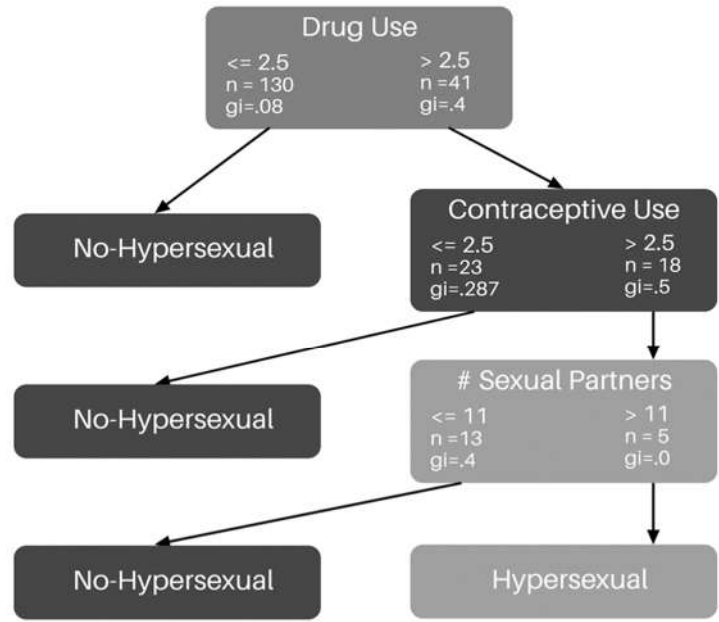 Drug Use
<= 2.5 > 2.5
n = 130 n =41
gi=.08 gi=.4
No-Hypersexual
Contraceptive Use
<= 2.5 > 2.5
n =23 n = 18
gi=.287 gi=.5
No-Hypersexual
# Sexual Partners
<= 11 > 11
n =13 n = 5
gi=.4 gi=.0
No-Hypersexual
Hypersexual